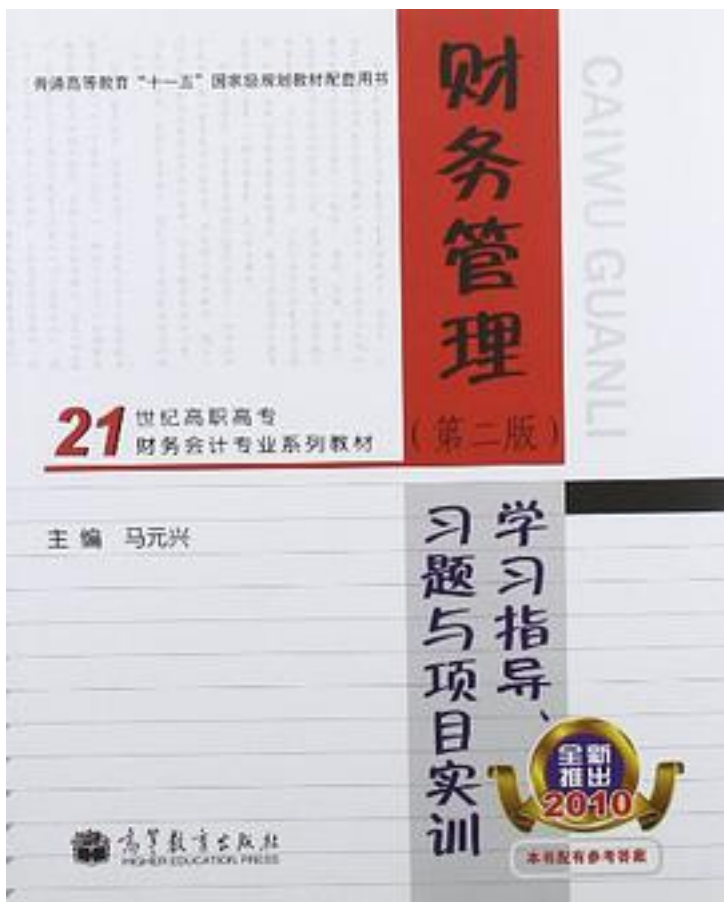 普通高等教育“十一五”国家级规划教材配套用书
财务管理
（第二版）
CAIWU GUANLI
21
世纪高职高专
财务会计专业系列教材
主编 马元兴
学习指导、
习题与项目实训
全新
推出
2010
本书配有参考答案
高等教育出版社
HIGHER EDUCATION PRESS